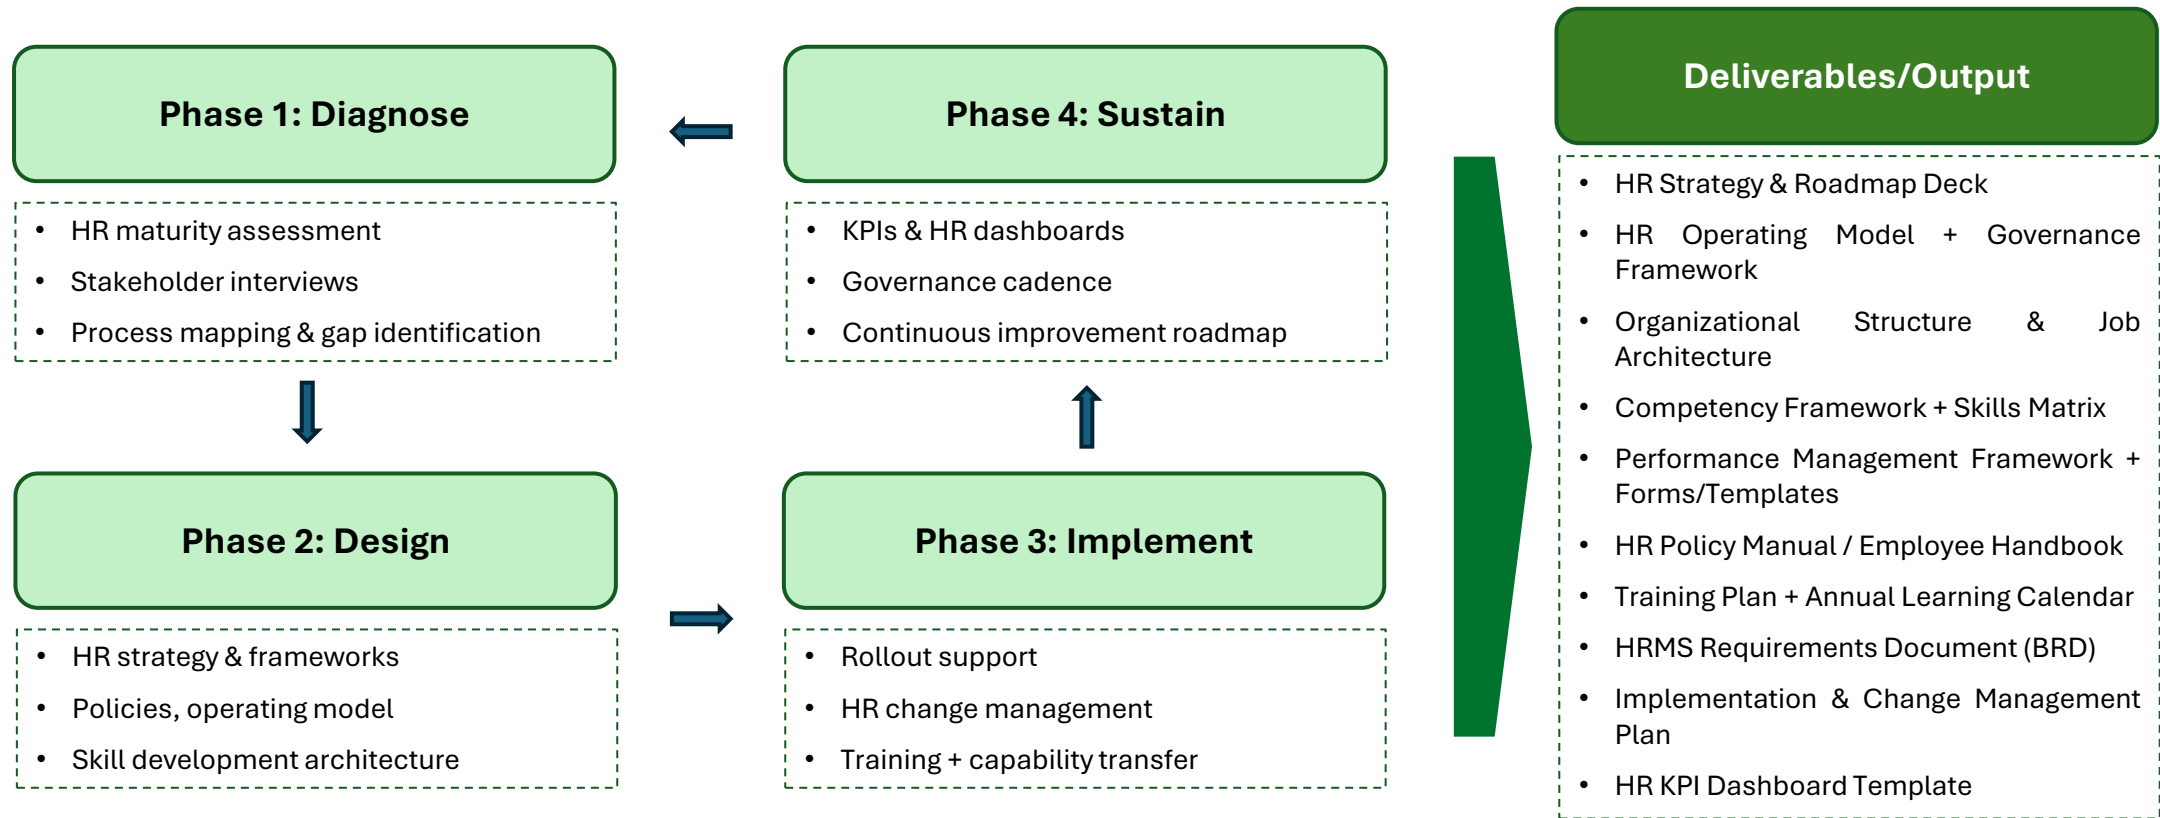 Phase 1: Diagnose
• HR maturity assessment
• Stakeholder interviews
• Process mapping & gap identification
Phase 2: Design
• HR strategy & frameworks
• Policies, operating model
• Skill development architecture
Phase 3: Implement
• Rollout support
• HR change management
• Training + capability transfer
Phase 4: Sustain
• KPIs & HR dashboards
• Governance cadence
• Continuous improvement roadmap
Deliverables/Output
• HR Strategy & Roadmap Deck
• HR Operating Model + Governance
Framework
• Organizational Structure & Job
Architecture
• Competency Framework + Skills Matrix
• Performance Management Framework +
Forms/Templates
• HR Policy Manual / Employee Handbook
• Training Plan + Annual Learning Calendar
• HRMS Requirements Document (BRD)
• Implementation & Change Management
Plan
• HR KPI Dashboard Template